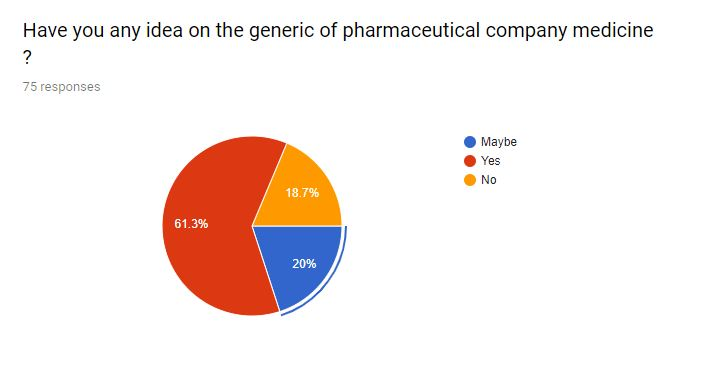 Have you any idea on the generic of pharmaceutical company medicine
?
75 responses
Maybe
Yes
No
18.7%
61.3%
20%